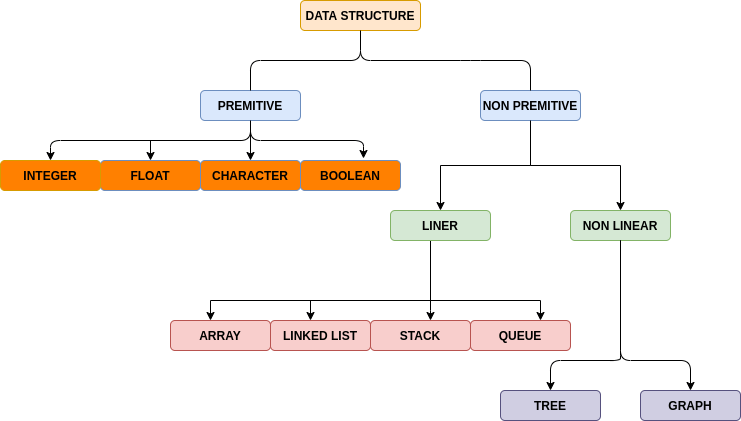 DATA STRUCTURE
PREMITIVE
NON PREMITIVE
INTEGER
FLOAT
CHARACTER
BOOLEAN
LINER
NON LINEAR
ARRAY
LINKED LIST
STACK
QUEUE
TREE
GRAPH